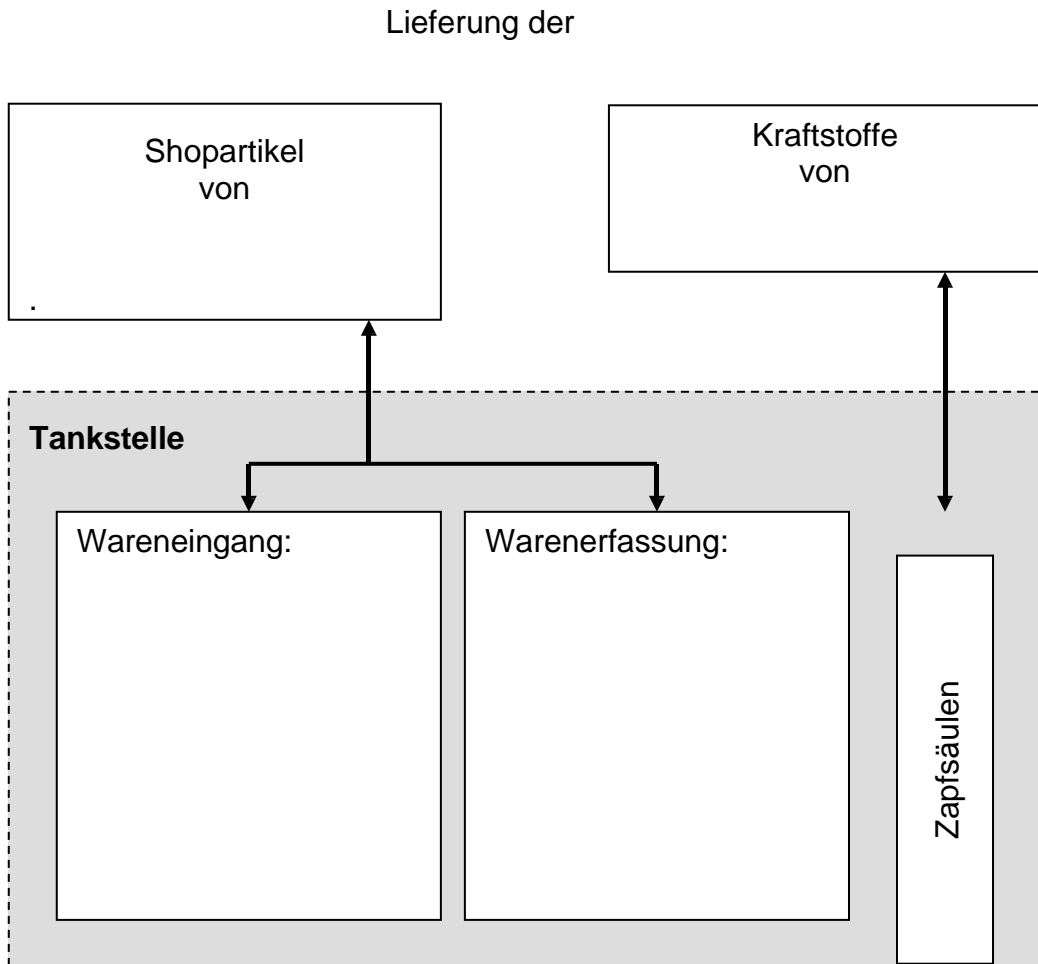 Lieferung der
Shopartikel
von
.
Kraftstoffe
von
Tankstelle
Wareneingang:
Warenerfassung:
Zapfsäulen